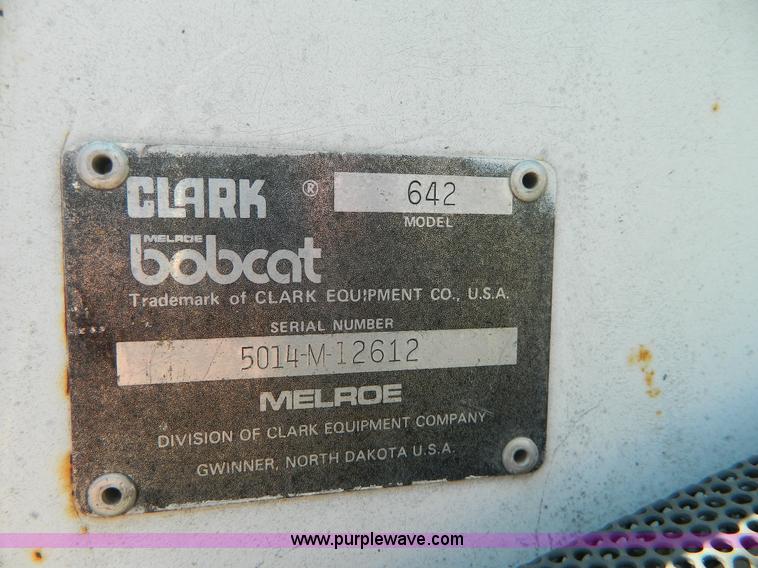 CLARK ® 642
MODEL
MELROE
bobcat
Trademark of CLARK EQUIPMENT CO., U.S.A.
SERIAL NUMBER
5014-M-12612
MELROE
DIVISION OF CLARK EQUIPMENT COMPANY
GWINNER, NORTH DAKOTA U.S.A.
www.purplewave.com